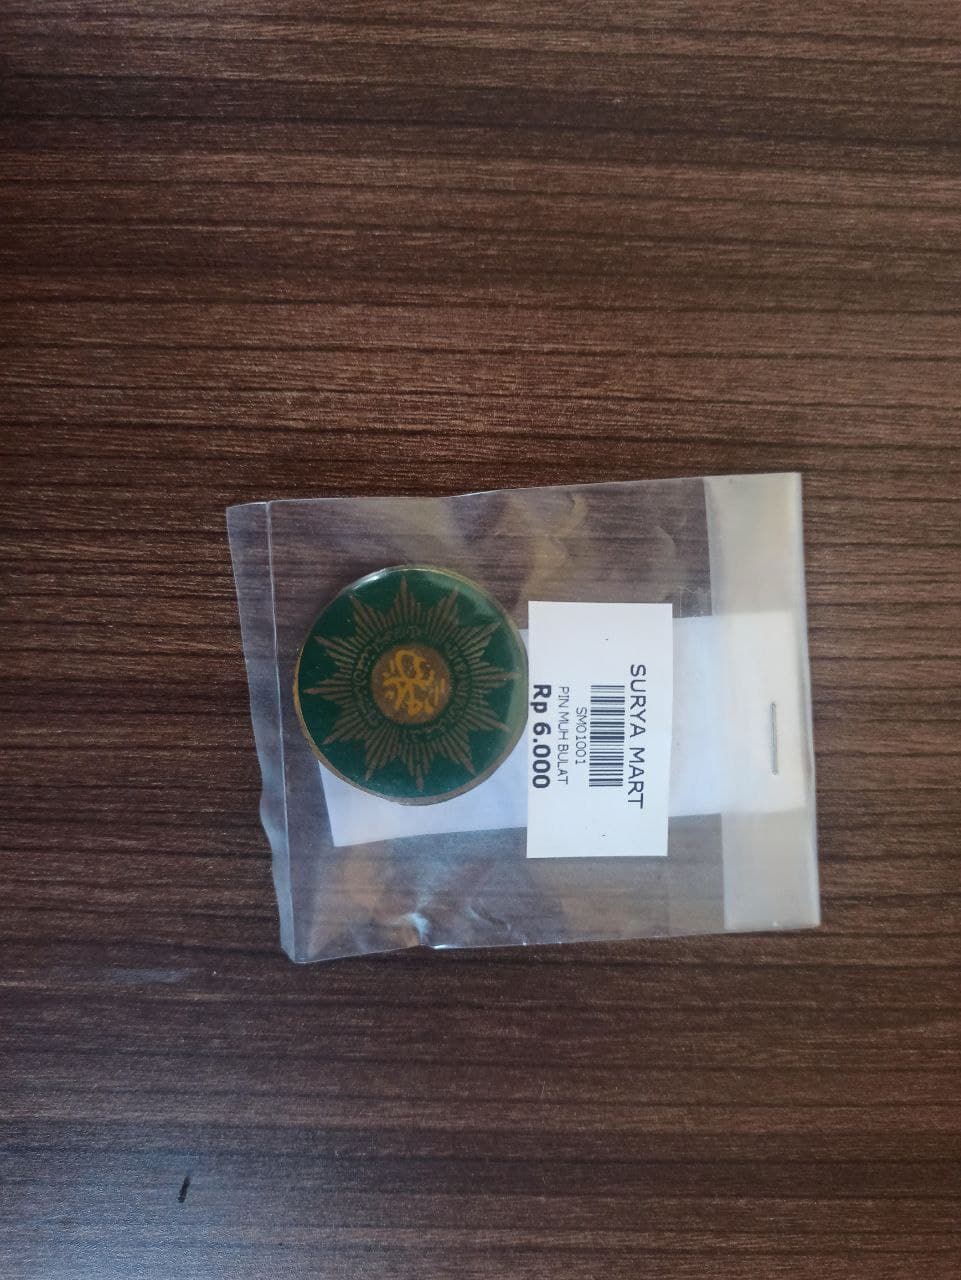 SURYA MART
SM01001
PIN MUH BULAT
Rp 6.000